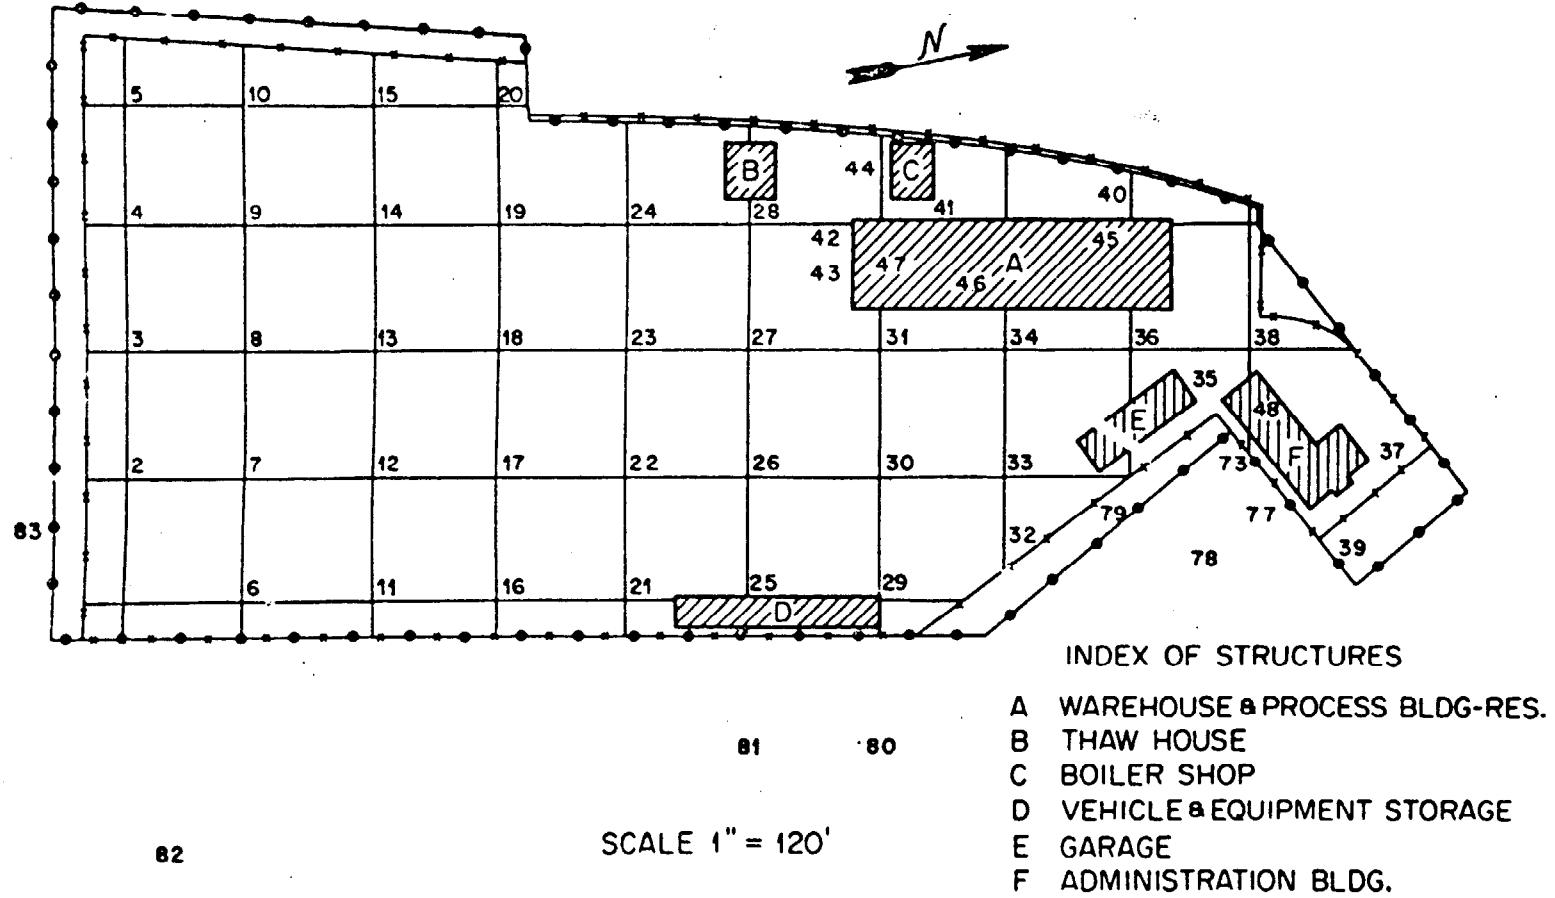 N
5 10 15 20
B 44 C
40
4 9 14 19 24 28 41
42 45
43 47 46 A
3 8 13 18 23 27 31 34 36 38
35
E 48
F 37
2 7 12 17 22 26 30 33 73
79 77
83 32 39
78
6 11 16 21 25 29
D
INDEX OF STRUCTURES
A WAREHOUSE & PROCESS BLDG-RES.
81 80
B THAW HOUSE
C BOILER SHOP
D VEHICLE & EQUIPMENT STORAGE
SCALE 1" = 120'
E GARAGE
82
F ADMINISTRATION BLDG.